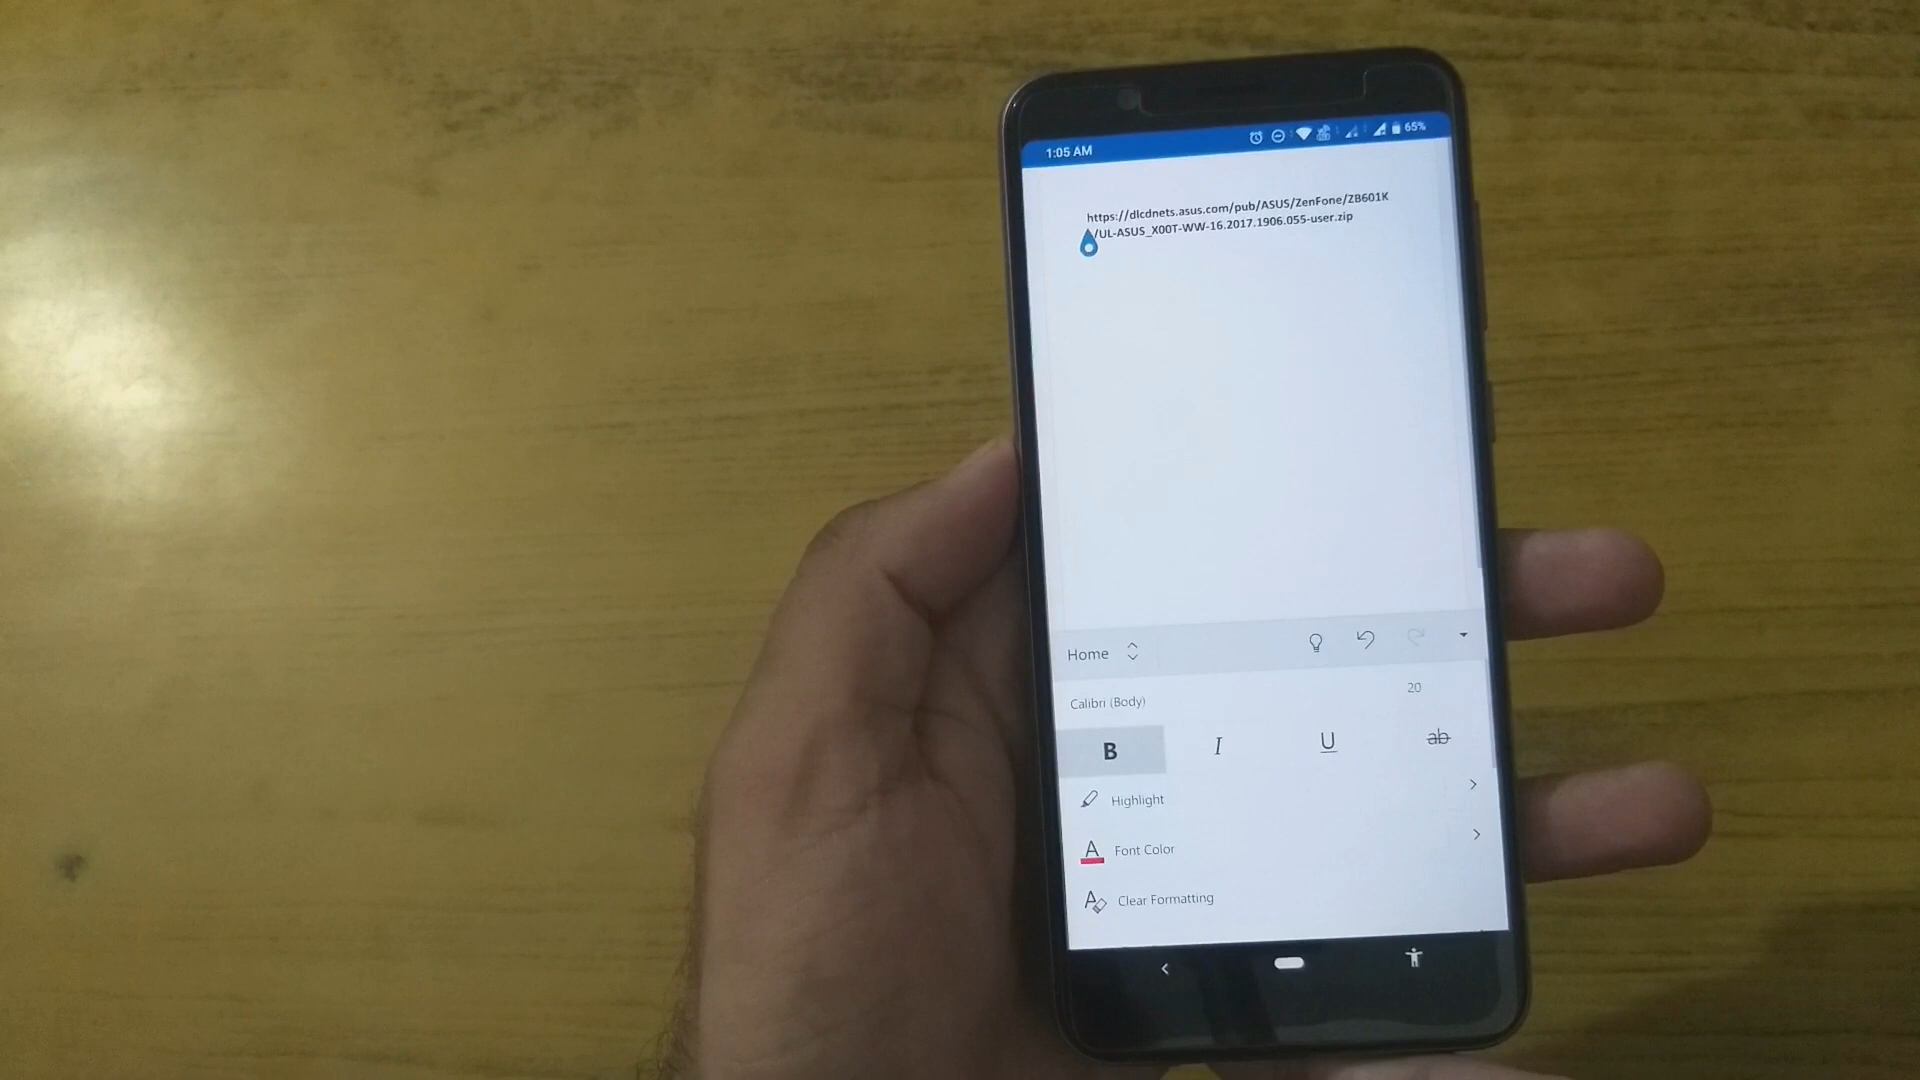 1:05 AM
65%
https://dlcdnets.asus.com/pub/ASUS/ZenFone/ZB601K
/UL-ASUS_X00T-WW-16.2017.1906.055-user.zip
Home
Calibri (Body)
20
B
I
U
ab
Highlight
A Font Color
A Clear Formatting